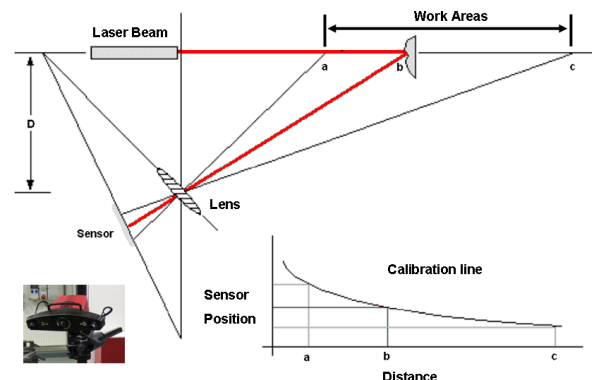 Work Areas
Laser Beam
a
b
c
D
Lens
Sensor
Calibration line
Sensor
Position
a
b
c
Distance